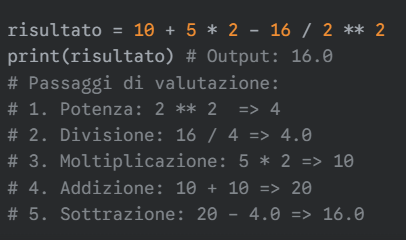 risultato = 10 + 5 * 2 - 16 / 2 ** 2
print(risultato) # Output: 16.0
# Passaggi di valutazione:
# 1. Potenza: 2 ** 2  => 4
# 2. Divisione: 16 / 4 => 4.0
# 3. Moltiplicazione: 5 * 2 => 10
# 4. Addizione: 10 + 10 => 20
# 5. Sottrazione: 20 - 4.0 => 16.0